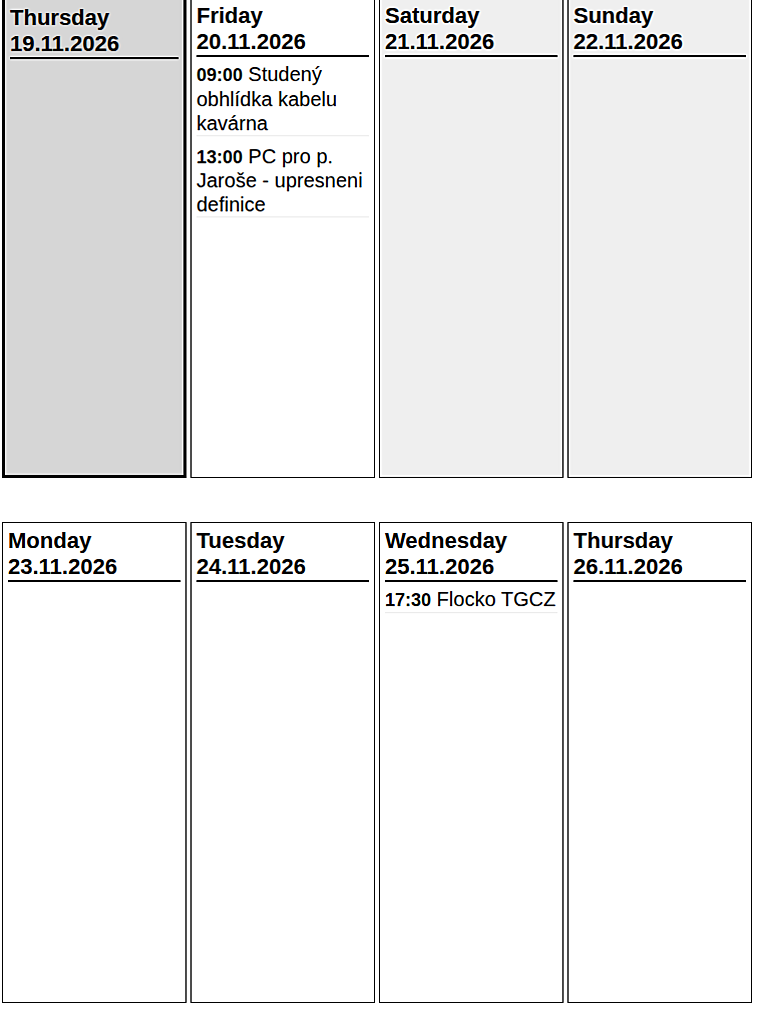 Thursday
19.11.2026
Friday
20.11.2026
09:00 Studený
obhlídka kabelu
kavárna
13:00 PC pro p.
Jaroše - upresneni
definice
Saturday
21.11.2026
Sunday
22.11.2026
Monday
23.11.2026
Tuesday
24.11.2026
Wednesday
25.11.2026
17:30 Flocko TGCZ
Thursday
26.11.2026